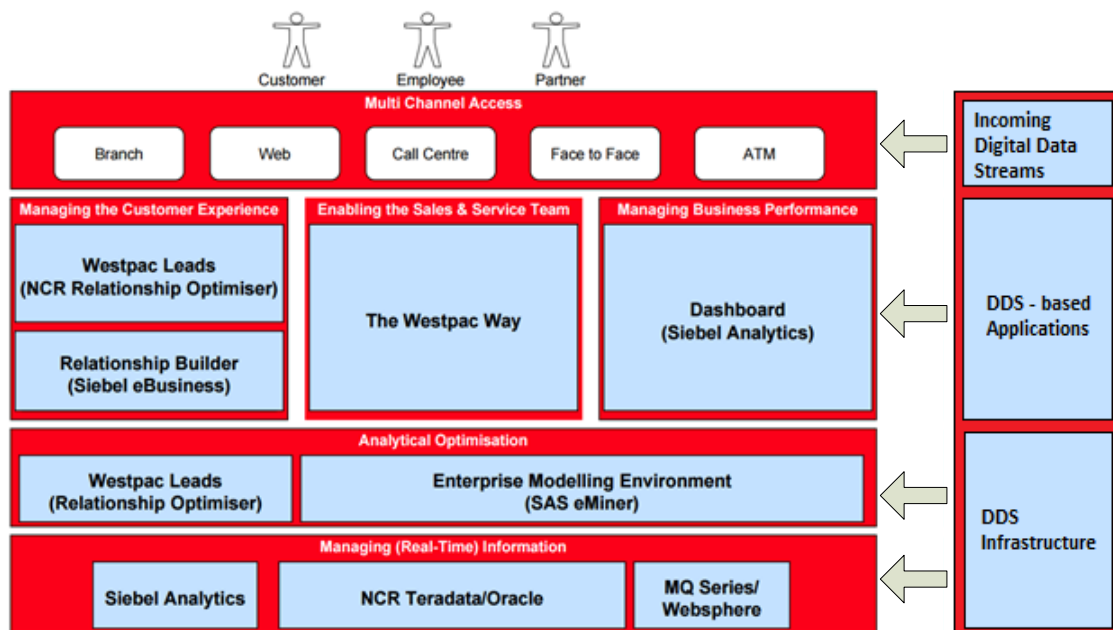 Customer
Employee
Partner
Multi Channel Access
Branch
Web
Call Centre
Face to Face
ATM
Incoming
Digital Data
Streams
Managing the Customer Experience
Enabling the Sales & Service Team
Managing Business Performance
Westpac Leads
(NCR Relationship Optimiser)
Relationship Builder
(Siebel eBusiness)
The Westpac Way
Dashboard
(Siebel Analytics)
DDS - based
Applications
Analytical Optimisation
Westpac Leads
(Relationship Optimiser)
Enterprise Modelling Environment
(SAS eMiner)
DDS
Infrastructure
Managing (Real-Time) Information
Siebel Analytics
NCR Teradata/Oracle
MQ Series/
Websphere